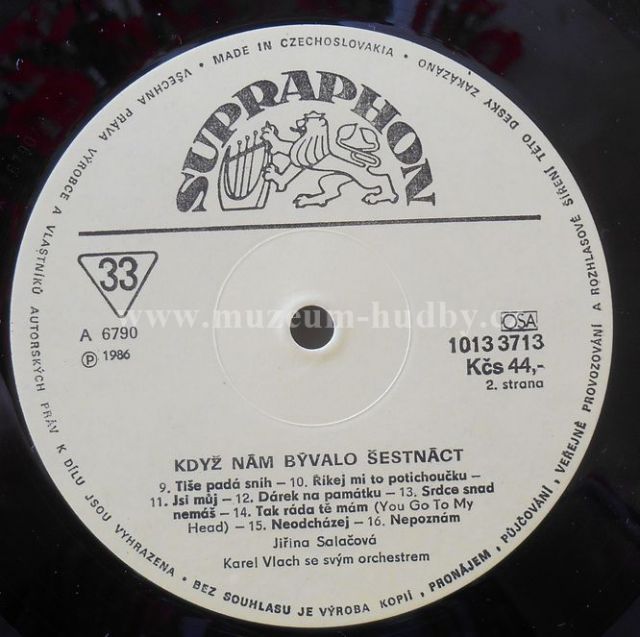 VŠECHNA PRÁVA VÝROBCE A VLASTNÍKŮ AUTORSKÝCH PRÁV K DÍLU JSOU VYHRAZENA • BEZ SOUHLASU JE VÝROBA KOPIÍ, PRONÁJEM, PŮJČOVÁNÍ, VEŘEJNÉ PROVOZOVÁNÍ A ROZHLASOVÉ ŠÍŘENÍ TÉTO DESKY ZAKÁZÁNO • MADE IN CZECHOSLOVAKIA •
SUPRAPHON
33
www.muzeum-hudby.c
A 6790
Ⓟ 1986
OSA
1013 3713
Kčs 44,-
2. strana
KDYŽ NÁM BÝVALO ŠESTNÁCT
9. Tiše padá sníh – 10. Říkej mi to potichoučku –
11. Jsi můj – 12. Dárek na památku – 13. Srdce snad
nemáš – 14. Tak ráda tě mám (You Go To My
Head) – 15. Neodcházej – 16. Nepoznám
Jiřina Salačová
Karel Vlach se svým orchestrem